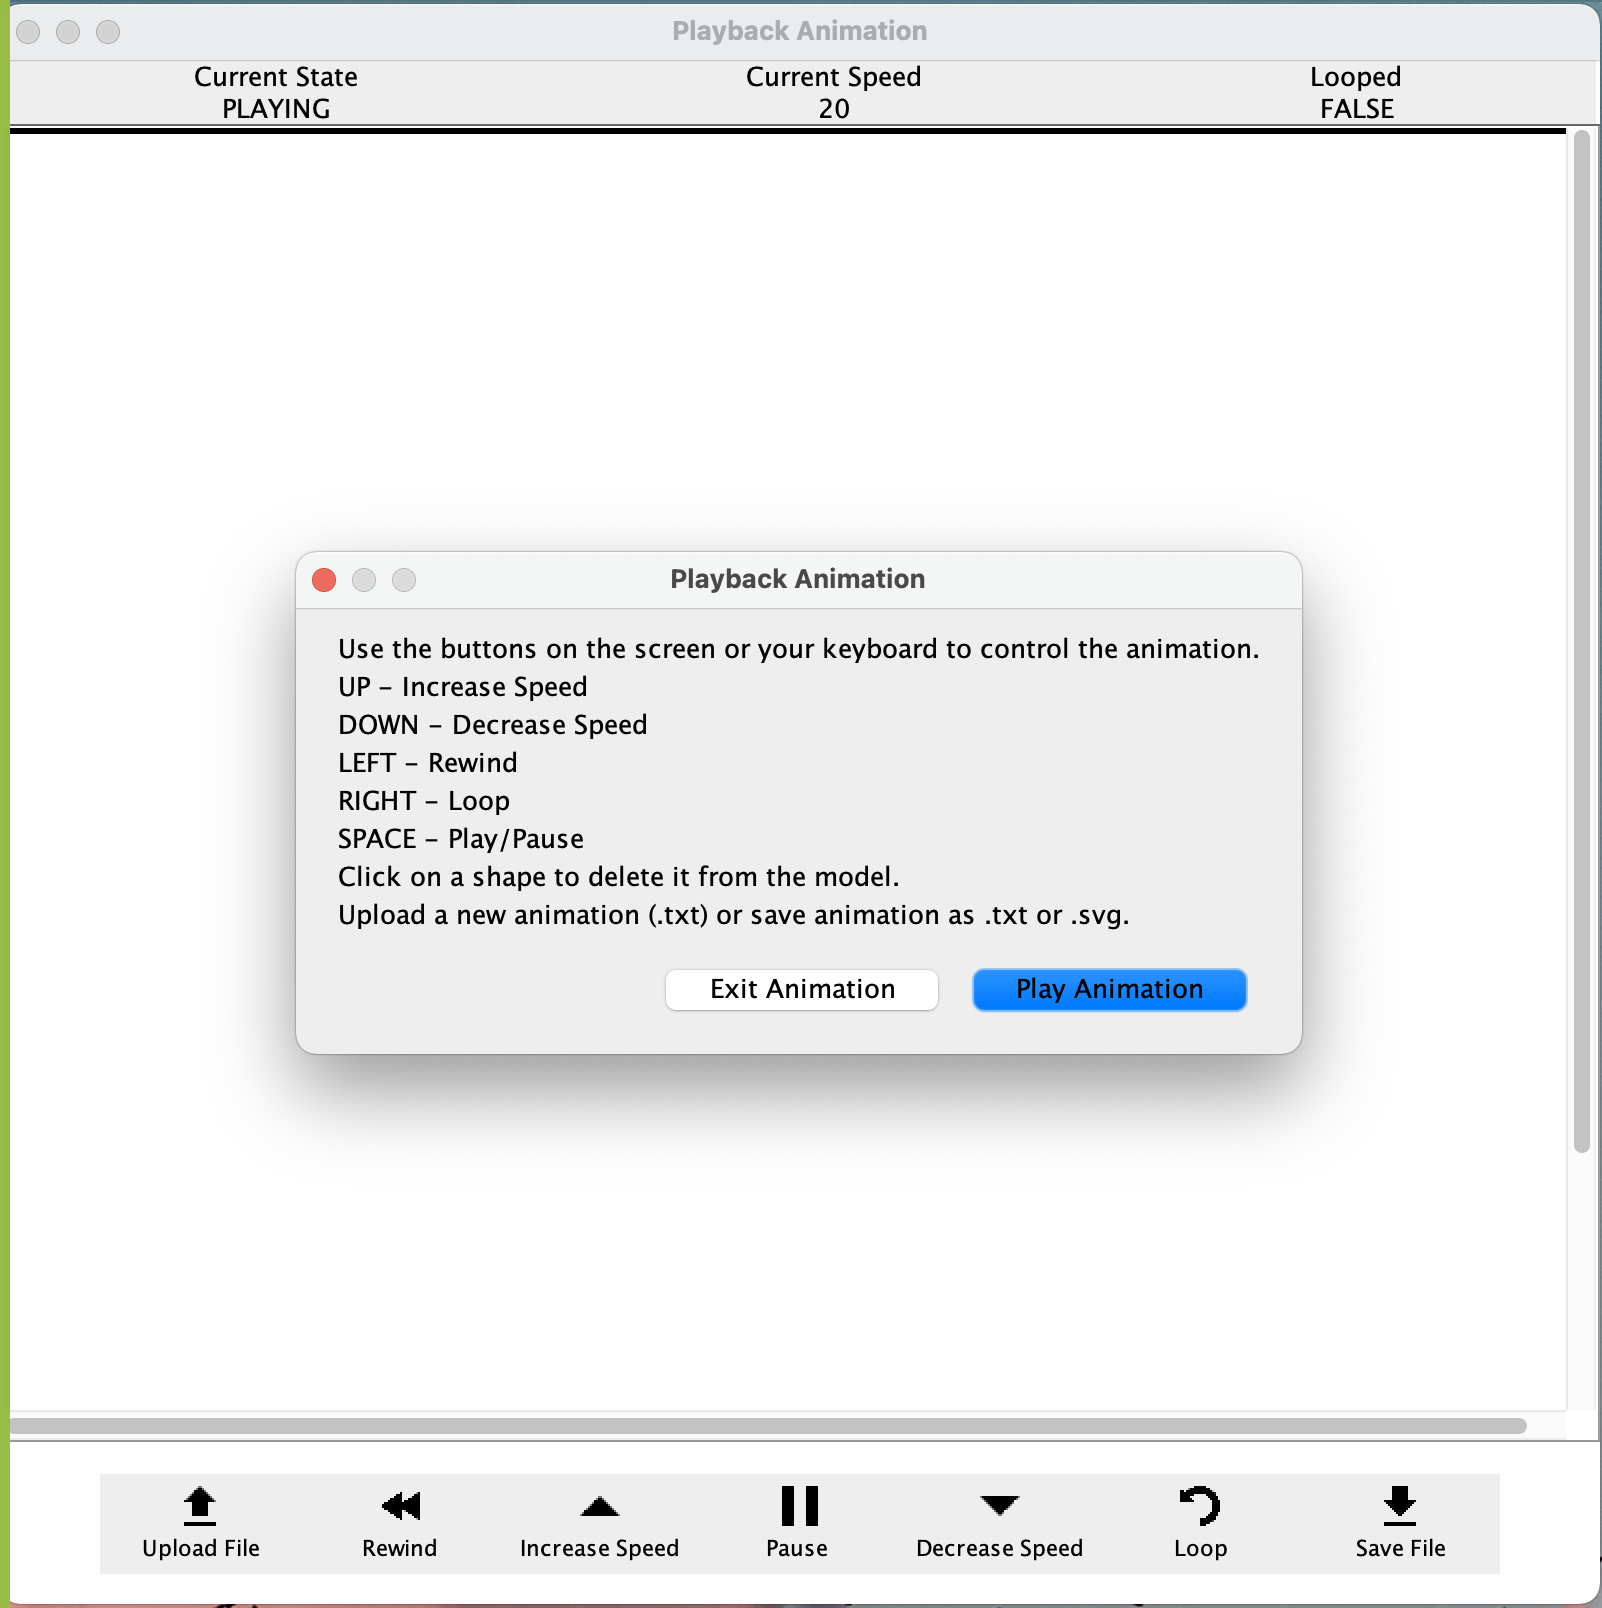 Playback Animation
Current State Current Speed Looped
PLAYING 20 FALSE
Playback Animation
Use the buttons on the screen or your keyboard to control the animation.
UP – Increase Speed
DOWN – Decrease Speed
LEFT – Rewind
RIGHT – Loop
SPACE – Play/Pause
Click on a shape to delete it from the model.
Upload a new animation (.txt) or save animation as .txt or .svg.
Exit Animation Play Animation
Upload File Rewind Increase Speed Pause Decrease Speed Loop Save File